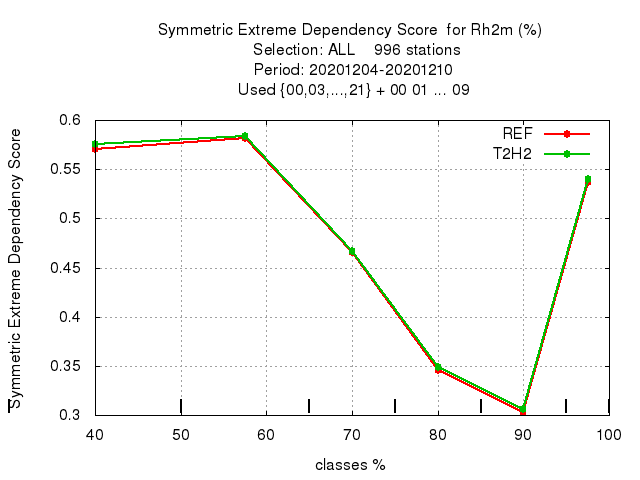 Symmetric Extreme Dependency Score  for Rh2m (%)
Selection: ALL    996 stations
Period: 20201204-20201210
Used {00,03,...,21} + 00 01 ... 09
Symmetric Extreme Dependency Score
0.6
0.55
0.5
0.45
0.4
0.35
0.3
REF
T2H2
40 50 60 70 80 90 100
classes %